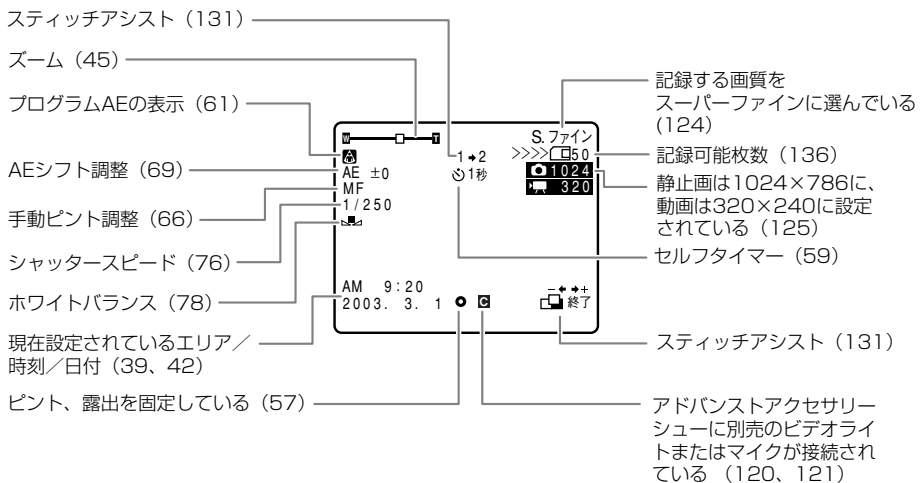 スティッチアシスト（131）
ズーム（45）
プログラムAEの表示（61）
AEシフト調整（69）
手動ピント調整（66）
シャッタースピード（76）
ホワイトバランス（78）
現在設定されているエリア／
時刻／日付（39、42）
ピント、露出を固定している（57）
W T
AE ±0
MF
1/250
AM 9:20
2003. 3. 1
C
1 2
1秒
S. ファイン
>>>> 50
1024
320
− +
終了
記録する画質を
スーパーファインに選んでいる
(124)
記録可能枚数（136）
静止画は1024×786に、
動画は320×240に設定
されている（125）
セルフタイマー（59）
スティッチアシスト（131）
アドバンストアクセサリー
シューに別売のビデオライ
トまたはマイクが接続され
ている （120、121）